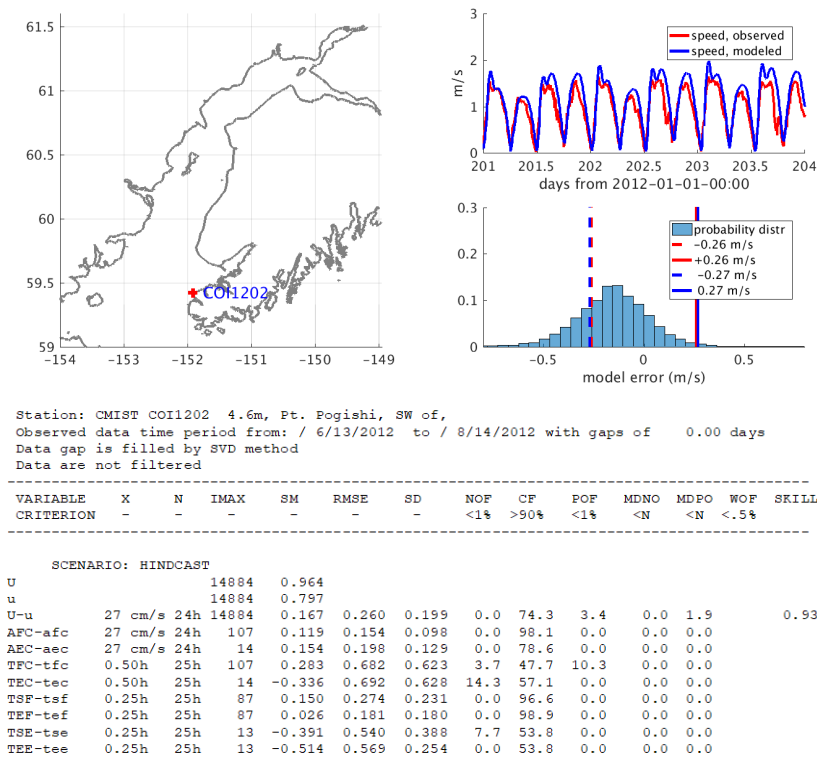 61.5
61
60.5
60
59.5
59
-154
-153
-152
-151
-150
-149
COI1202
3
2
1
0
m/s
speed, observed
speed, modeled
201
201.5
202
202.5
203
203.5
204
days from 2012-01-01-00:00
0.3
0.2
0.1
0
probability distr
-0.26 m/s
+0.26 m/s
-0.27 m/s
0.27 m/s
-0.5
0
0.5
model error (m/s)
Station: CMIST COI1202 4.6m, Pt. Pogishi, SW of,
Observed data time period from: / 6/13/2012 to / 8/14/2012 with gaps of 0.00 days
Data gap is filled by SVD method
Data are not filtered
VARIABLE X N IMAX SM RMSE SD NOF CF POF MDNO MDPO WOF SKILL
CRITERION - - - - - - <1% >90% <1% <N <N <.5%
SCENARIO: HINDCAST
U 14884 0.964
u 14884 0.797
U-u 27 cm/s 24h 14884 0.167 0.260 0.199 0.0 74.3 3.4 0.0 1.9 0.93
AFC-afc 27 cm/s 24h 107 0.119 0.154 0.098 0.0 98.1 0.0 0.0 0.0
AEC-aec 27 cm/s 24h 14 0.154 0.198 0.129 0.0 78.6 0.0 0.0 0.0
TFC-tfc 0.50h 25h 107 0.283 0.682 0.623 3.7 47.7 10.3 0.0 0.0
TEC-tec 0.50h 25h 14 -0.336 0.692 0.628 14.3 57.1 0.0 0.0 0.0
TSF-tsf 0.25h 25h 87 0.150 0.274 0.231 0.0 96.6 0.0 0.0 0.0
TEF-tef 0.25h 25h 87 0.026 0.181 0.180 0.0 98.9 0.0 0.0 0.0
TSE-tse 0.25h 25h 13 -0.391 0.540 0.388 7.7 53.8 0.0 0.0 0.0
TEE-tee 0.25h 25h 13 -0.514 0.569 0.254 0.0 53.8 0.0 0.0 0.0